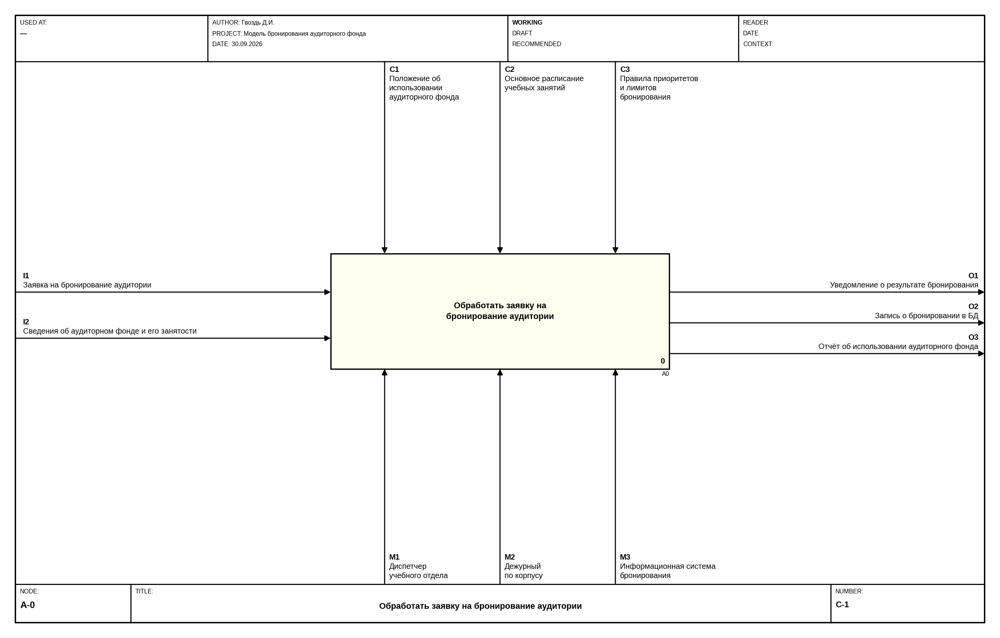 USED AT:
—
AUTHOR: Гвоздь Д.И.
PROJECT: Модель бронирования аудиторного фонда
DATE: 30.09.2026
WORKING
DRAFT
RECOMMENDED
READER
DATE
CONTEXT:
C1
Положение об
использовании
аудиторного фонда
C2
Основное расписание
учебных занятий
C3
Правила приоритетов
и лимитов
бронирования
I1
Заявка на бронирование аудитории
I2
Сведения об аудиторном фонде и его занятости
Обработать заявку на
бронирование аудитории
0
A0
O1
Уведомление о результате бронирования
O2
Запись о бронировании в БД
O3
Отчёт об использовании аудиторного фонда
M1
Диспетчер
учебного отдела
M2
Дежурный
по корпусу
M3
Информационная система
бронирования
NODE:
A-0
TITLE:
Обработать заявку на бронирование аудитории
NUMBER:
C-1